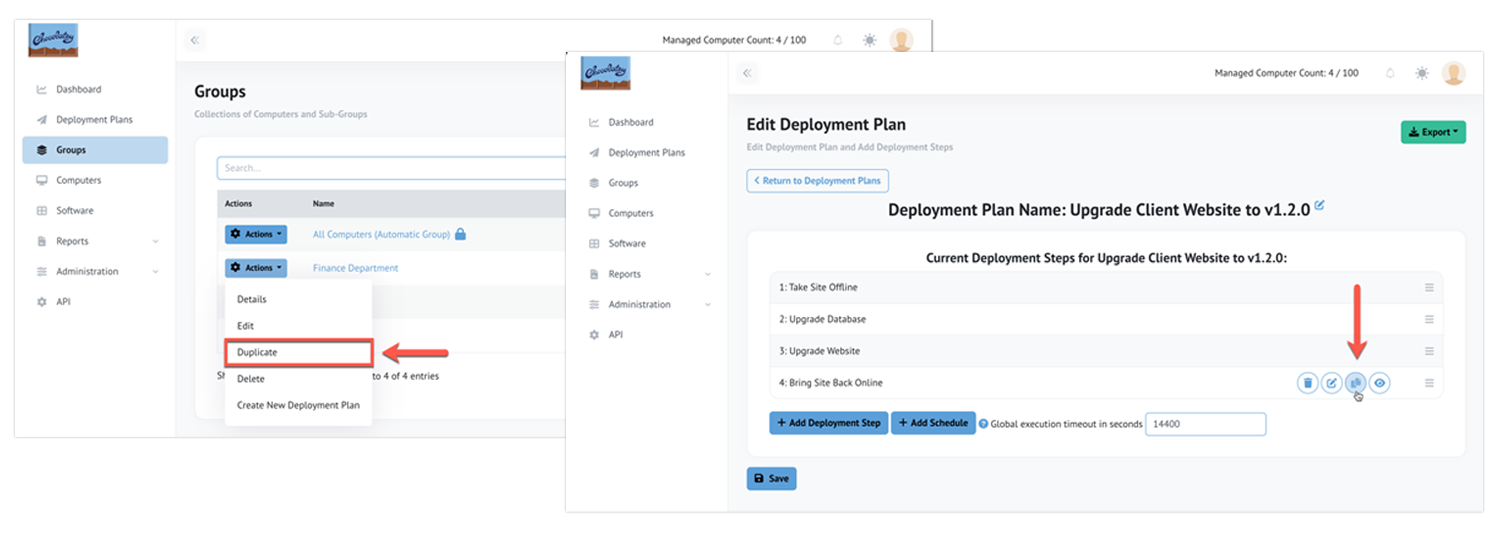 Chocolatey
Managed Computer Count: 4 / 100
Dashboard
Deployment Plans
Groups
Computers
Software
Reports
Administration
API
Groups
Collections of Computers and Sub-Groups
Search...
Actions Name
Actions All Computers (Automatic Group)
Actions Finance Department
Details
Edit
Duplicate
Delete
Create New Deployment Plan
to 4 of 4 entries
Chocolatey
Managed Computer Count: 4 / 100
Dashboard
Deployment Plans
Groups
Computers
Software
Reports
Administration
API
Edit Deployment Plan
Edit Deployment Plan and Add Deployment Steps
Export
Return to Deployment Plans
Deployment Plan Name: Upgrade Client Website to v1.2.0
Current Deployment Steps for Upgrade Client Website to v1.2.0:
1: Take Site Offline
2: Upgrade Database
3: Upgrade Website
4: Bring Site Back Online
+ Add Deployment Step + Add Schedule ? Global execution timeout in seconds 14400
Save